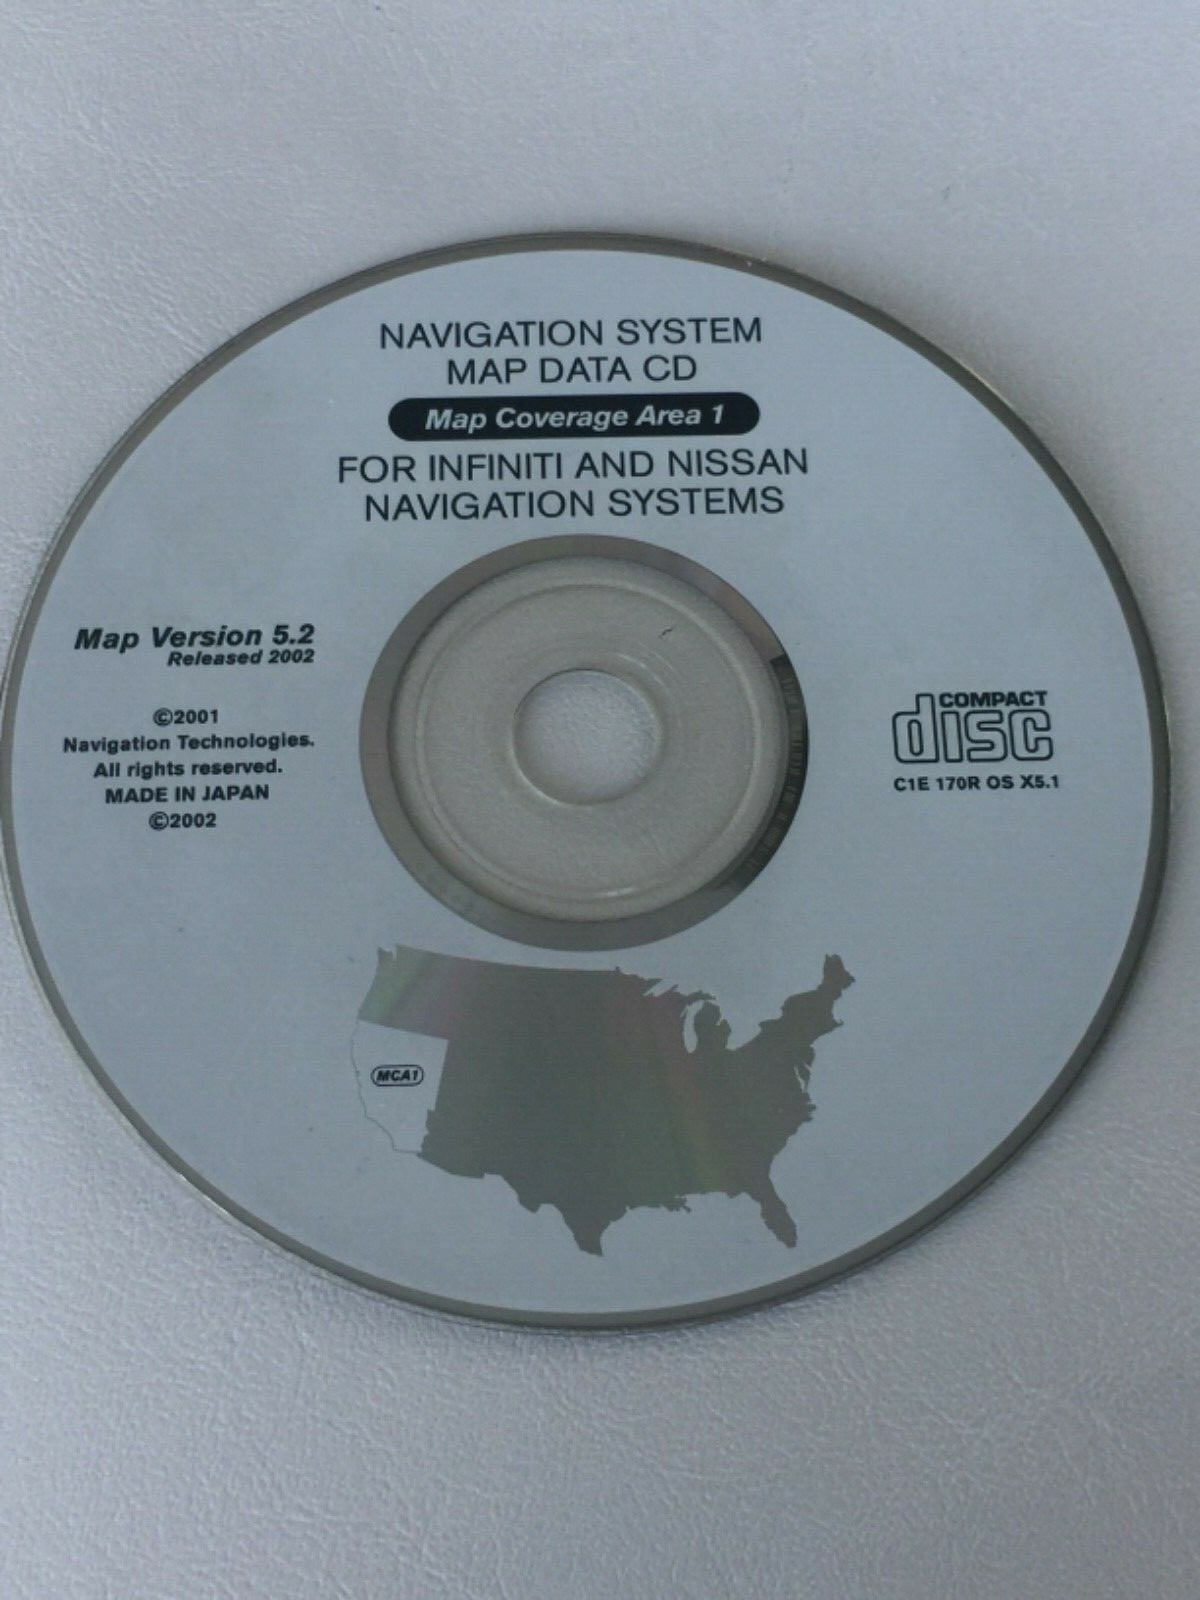 NAVIGATION SYSTEM
MAP DATA CD
Map Coverage Area 1
FOR INFINITI AND NISSAN
NAVIGATION SYSTEMS
Map Version 5.2
Released 2002
©2001
Navigation Technologies.
All rights reserved.
MADE IN JAPAN
©2002
COMPACT
disc
C1E 170R OS X5.1
MCA1